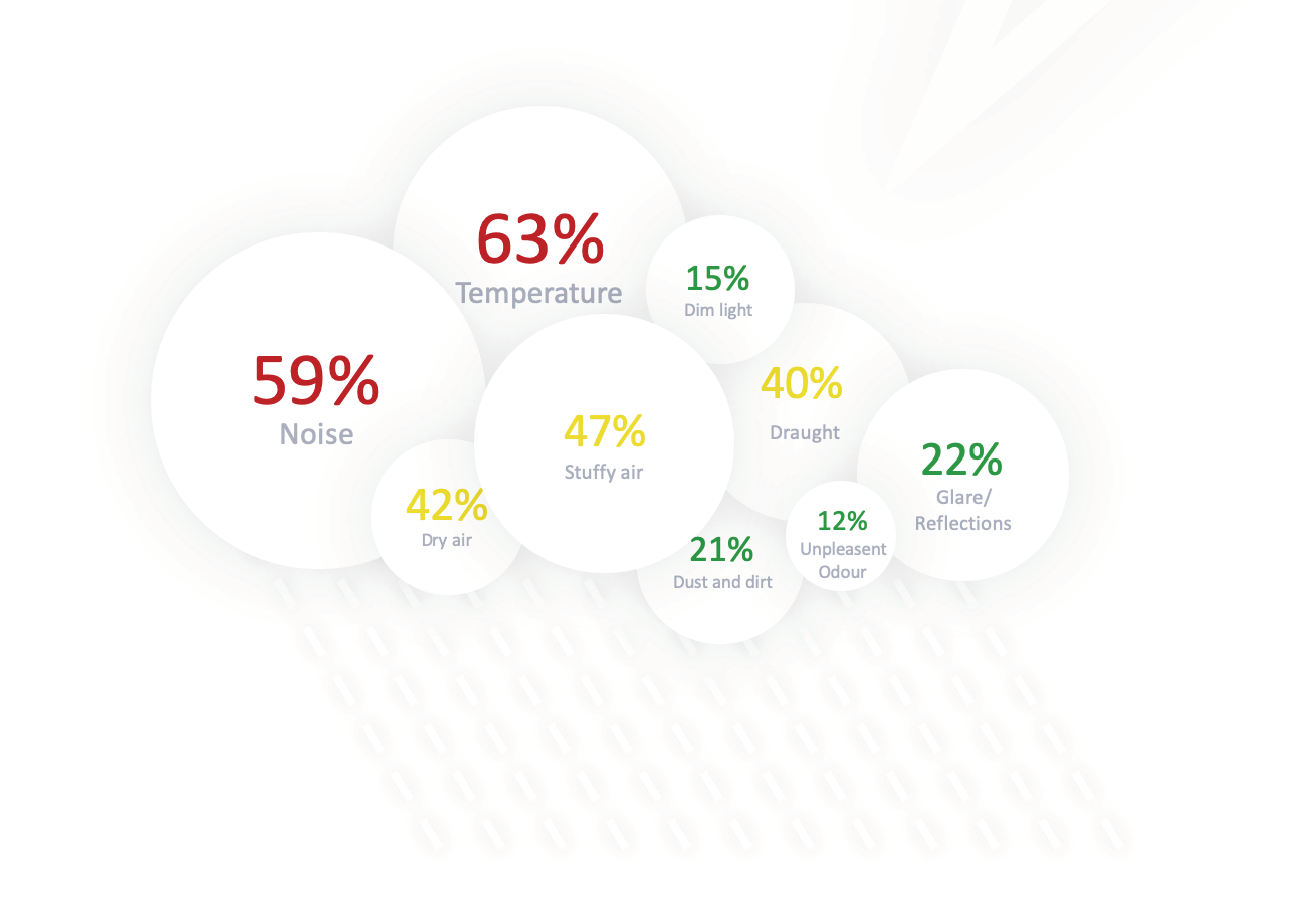 63%
Temperature
15%
Dim light
59%
Noise
40%
Draught
47%
Stuffy air
22%
Glare/
Reflections
42%
Dry air
21%
Dust and dirt
12%
Unpleasent
Odour